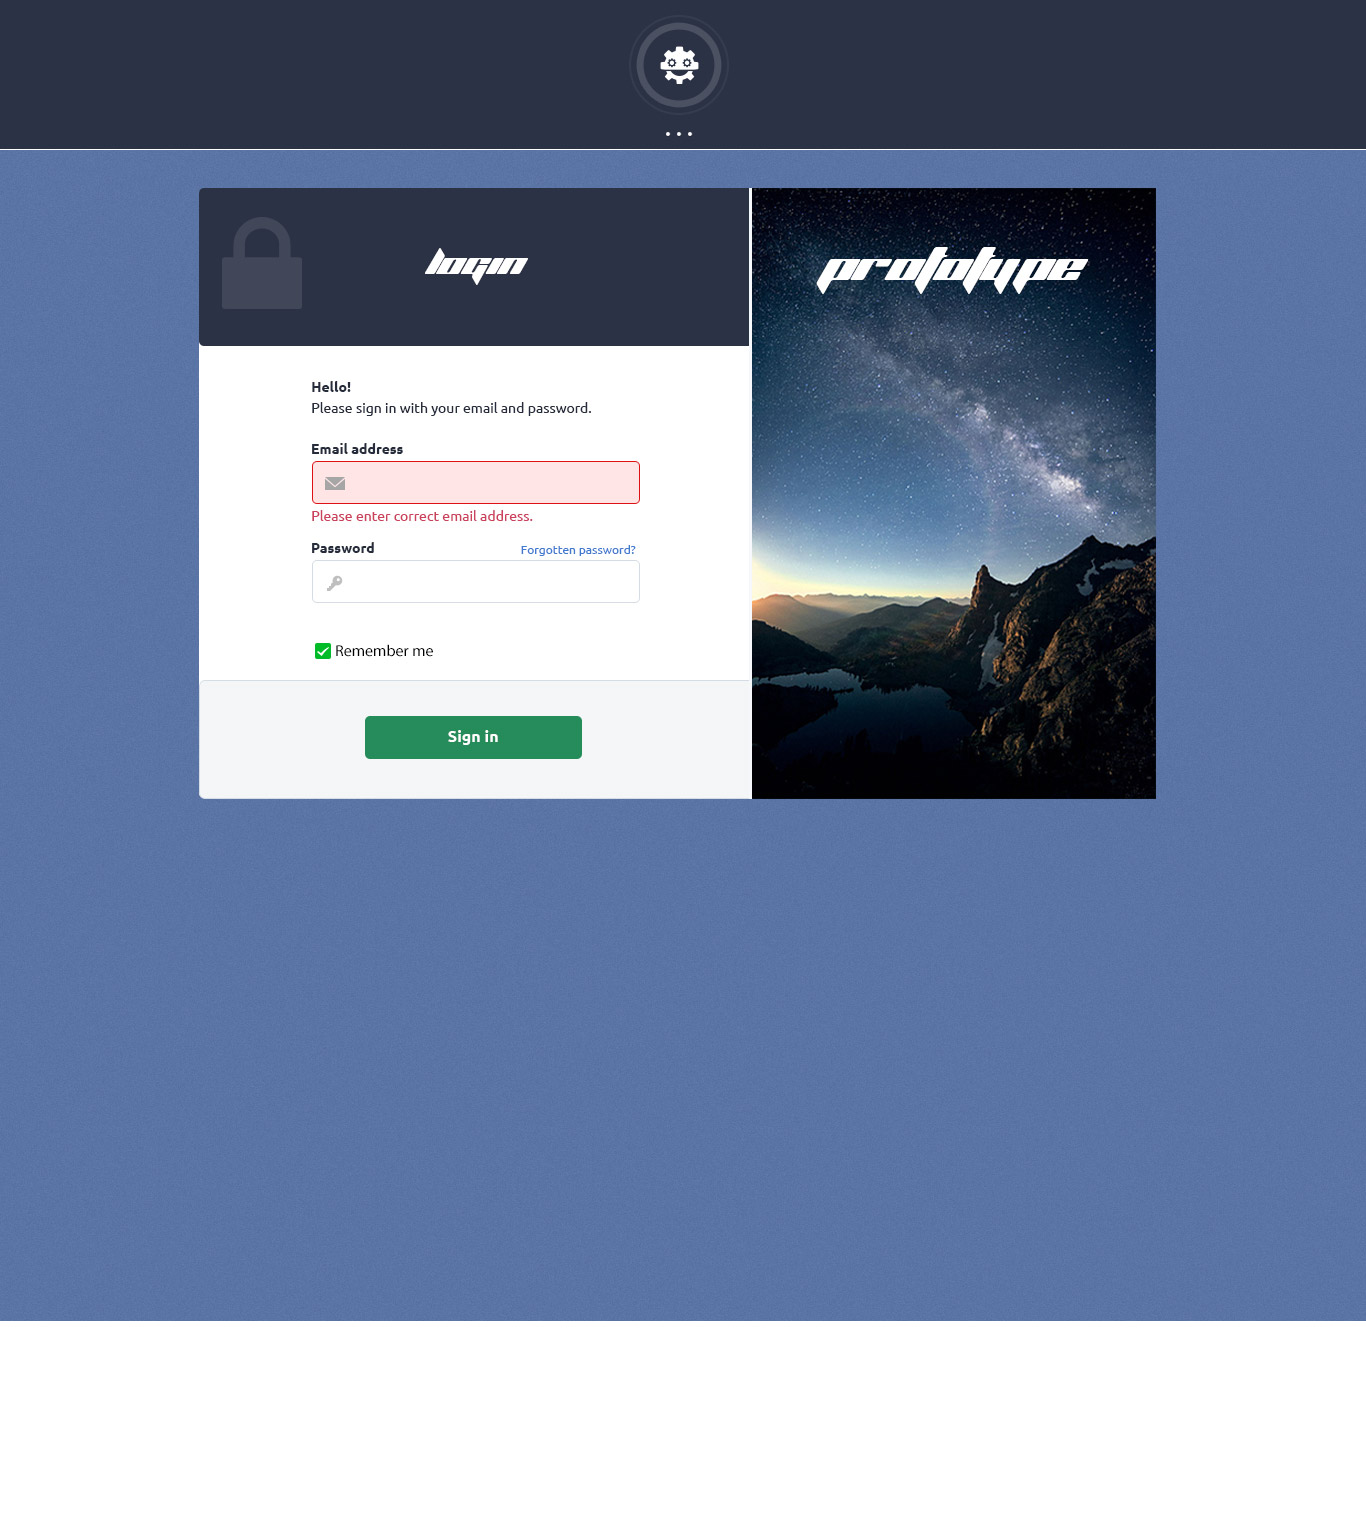 login
prototype
Hello!
Please sign in with your email and password.
Email address
Please enter correct email address.
Password
Forgotten password?
Remember me
Sign in